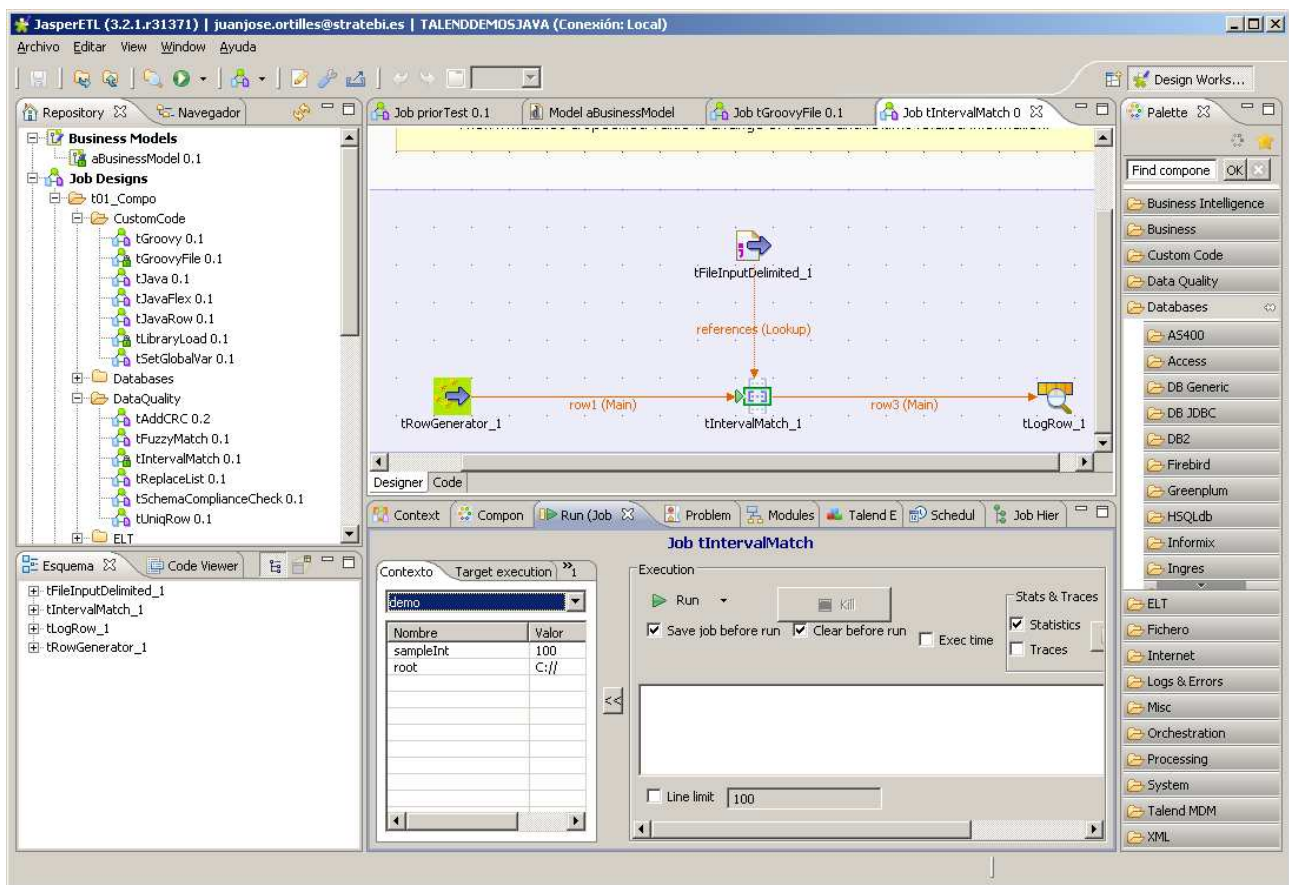 JasperETL (3.2.1.r31371) | juanjose.ortilles@stratebi.es | TALENDDEMOSJAVA (Conexión: Local)
Archivo Editar View Window Ayuda
Design Works...
Repository Navegador
Business Models
aBusinessModel 0.1
Job Designs
t01_Compo
CustomCode
tGroovy 0.1
tGroovyFile 0.1
tJava 0.1
tJavaFlex 0.1
tJavaRow 0.1
tLibraryLoad 0.1
tSetGlobalVar 0.1
Databases
DataQuality
tAddCRC 0.2
tFuzzyMatch 0.1
tIntervalMatch 0.1
tReplaceList 0.1
tSchemaComplianceCheck 0.1
tUniqRow 0.1
ELT
Esquema Code Viewer
tFileInputDelimited_1
tIntervalMatch_1
tLogRow_1
tRowGenerator_1
Job priorTest 0.1 Model aBusinessModel Job tGroovyFile 0.1 Job tIntervalMatch 0
tFileInputDelimited_1
references (Lookup)
row1 (Main) row3 (Main)
tRowGenerator_1 tIntervalMatch_1 tLogRow_1
Designer Code
Context Compon Run (Job Problem Modules Talend E Schedul Job Hier
Job tIntervalMatch
Contexto Target execution »1
demo
Nombre Valor
sampleInt 100
root C://
<<
Execution
Run Kill
Save job before run Clear before run Exec time
Stats & Traces
Statistics
Traces
Line limit 100
Palette
Find compone OK
Business Intelligence
Business
Custom Code
Data Quality
Databases
AS400
Access
DB Generic
DB JDBC
DB2
Firebird
Greenplum
HSQLdb
Informix
Ingres
ELT
Fichero
Internet
Logs & Errors
Misc
Orchestration
Processing
System
Talend MDM
XML